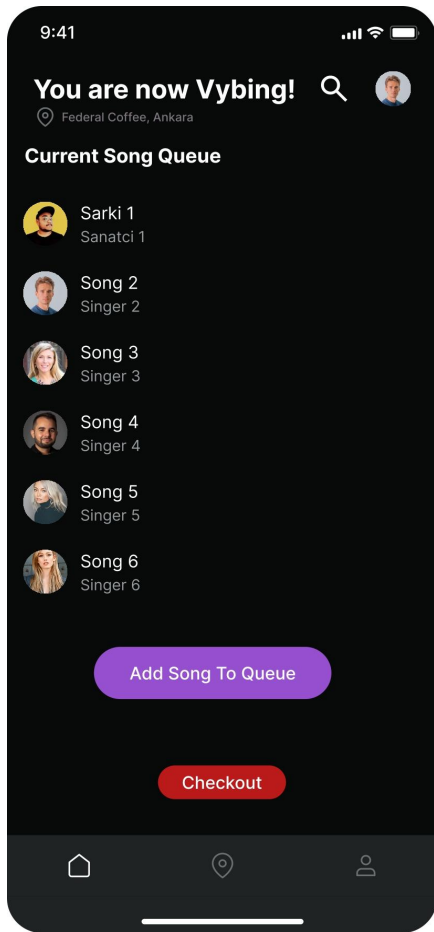 9:41
You are now Vybing!
Federal Coffee, Ankara
Current Song Queue
Sarki 1
Sanatci 1
Song 2
Singer 2
Song 3
Singer 3
Song 4
Singer 4
Song 5
Singer 5
Song 6
Singer 6
Add Song To Queue
Checkout